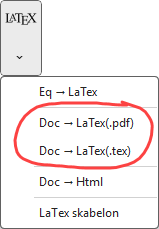 LATEX
Eq → LaTex
Doc → LaTex(.pdf)
Doc → LaTex(.tex)
Doc → Html
LaTex skabelon